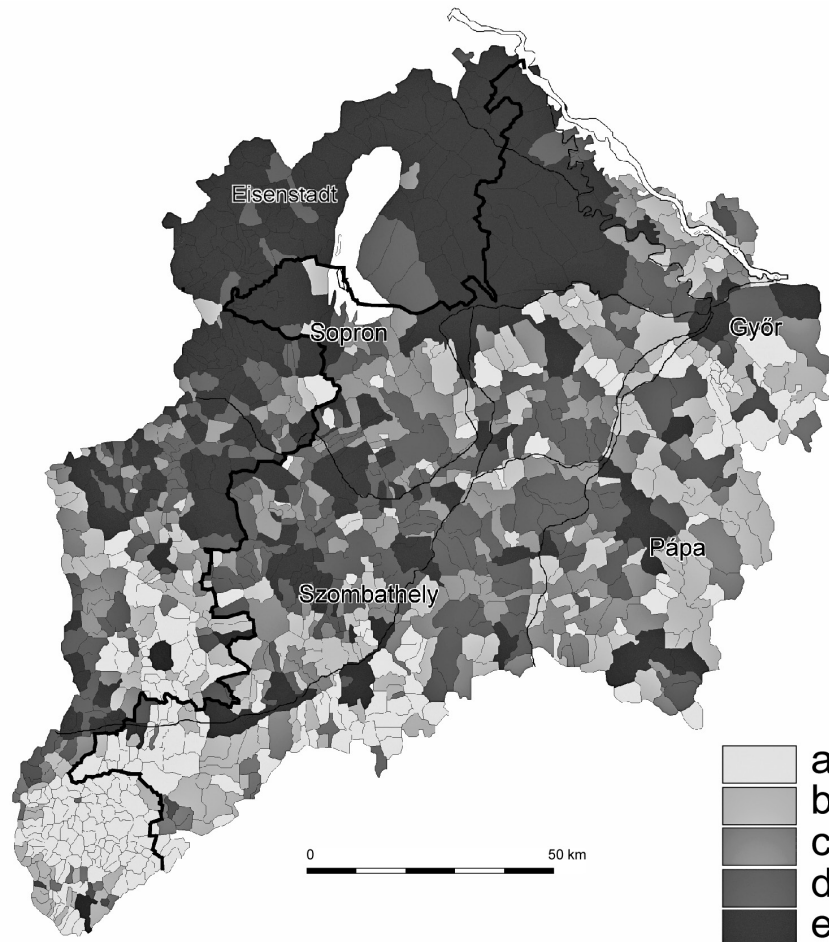 Eisenstadt
Sopron
Győr
Pápa
Szombathely
a
b
c
d
e
0 50 km